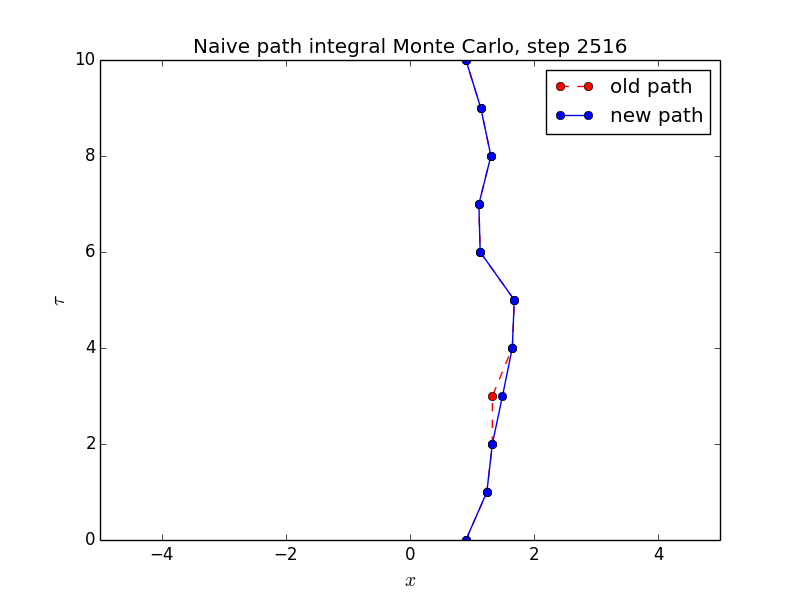 Naive path integral Monte Carlo, step 2516
10
8
6
4
2
0
τ
old path
new path
−4 −2 0 2 4
x